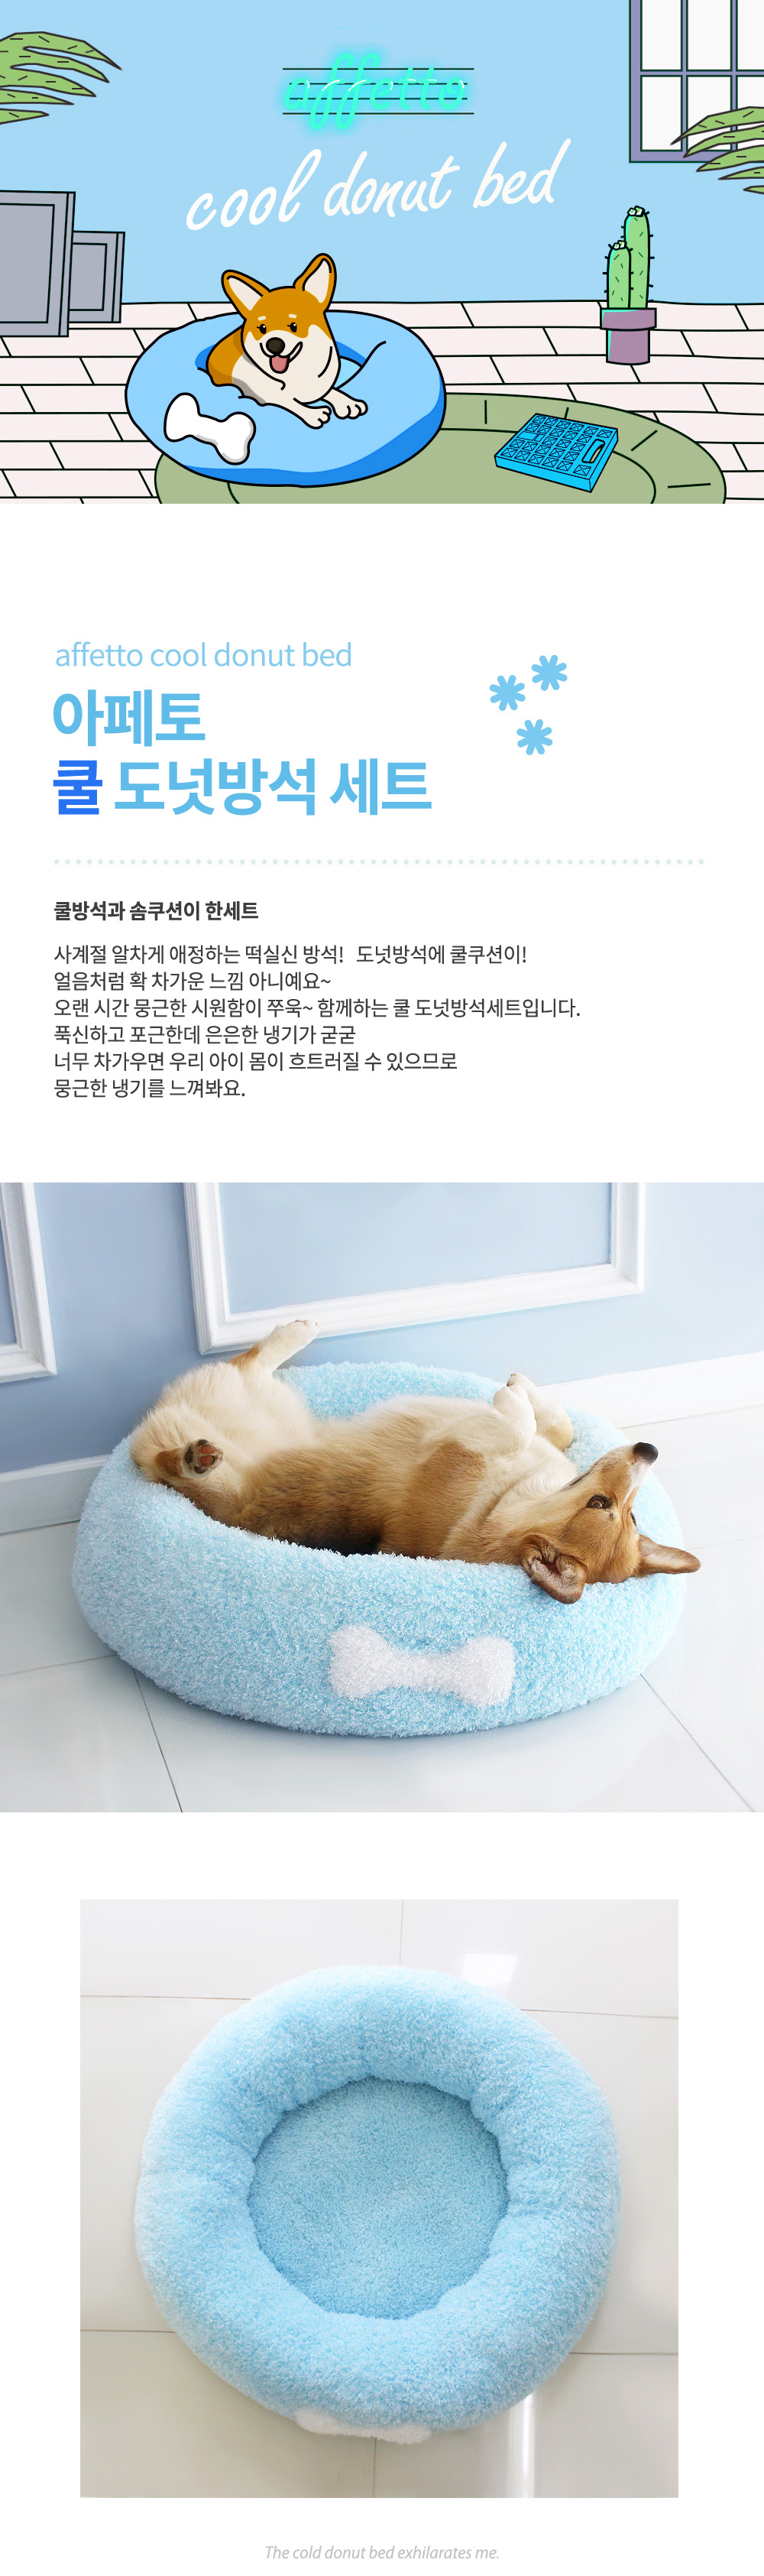 affetto
cool donut bed
affetto cool donut bed
아페토
쿨 도넛방석 세트
쿨방석과 솜쿠션이 한세트
사계절 알차게 애정하는 떡실신 방석! 도넛방석에 쿨쿠션이!
얼음처럼 확 차가운 느낌 아니예요~
오랜 시간 뭉근한 시원함이 쭈욱~ 함께하는 쿨 도넛방석세트입니다.
푹신하고 포근한데 은은한 냉기가 굳굳
너무 차가우면 우리 아이 몸이 흐트러질 수 있으므로
뭉근한 냉기를 느껴봐요.
The cold donut bed exhilarates me.